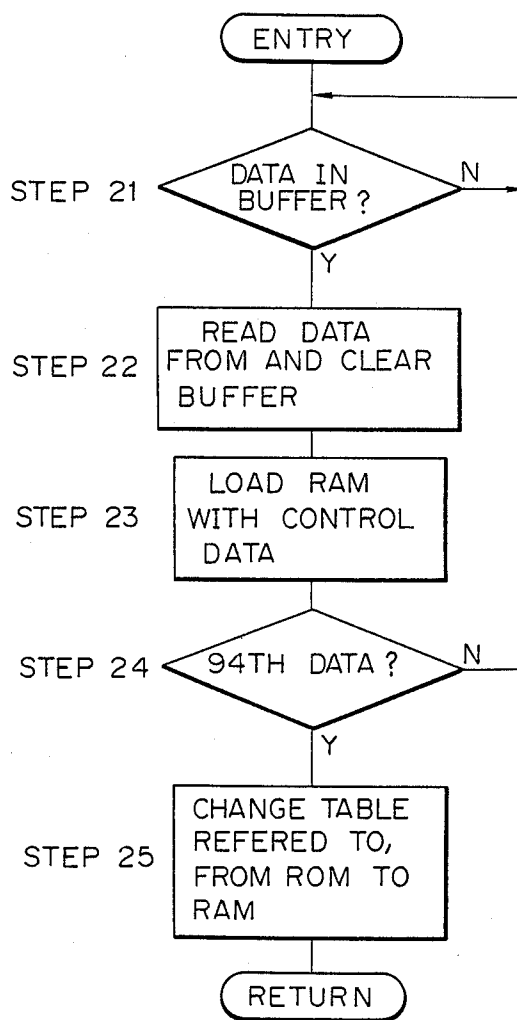 ENTRY
STEP 21
DATA IN
BUFFER?
N
Y
STEP 22
READ DATA
FROM AND CLEAR
BUFFER
STEP 23
LOAD RAM
WITH CONTROL
DATA
STEP 24
94TH DATA?
N
Y
STEP 25
CHANGE TABLE
REFERED TO,
FROM ROM TO
RAM
RETURN